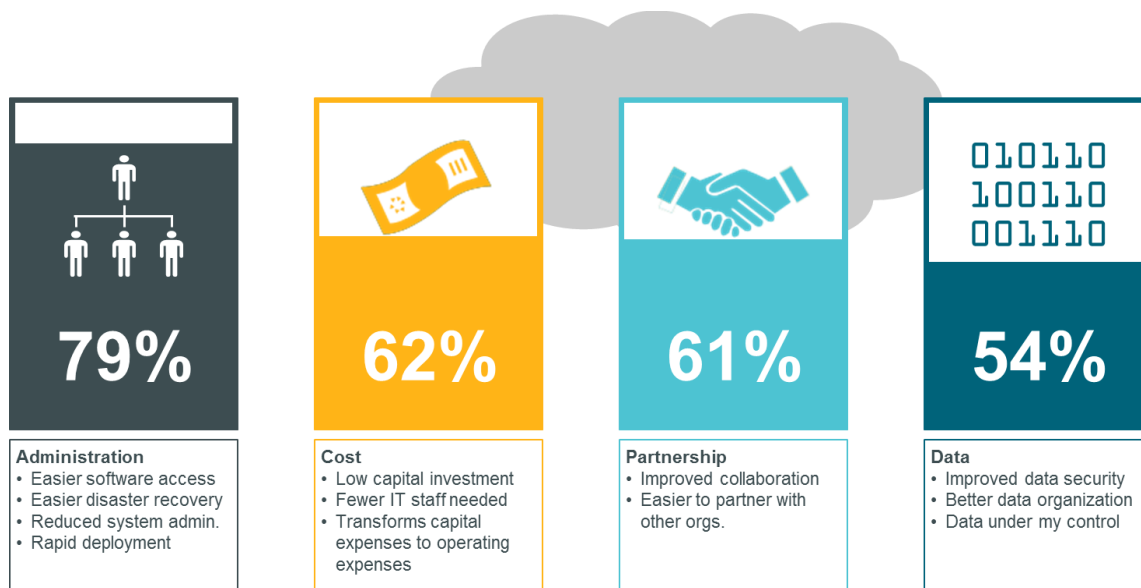 010110
100110
001110
79%
62%
61%
54%
Administration
• Easier software access
• Easier disaster recovery
• Reduced system admin.
• Rapid deployment
Cost
• Low capital investment
• Fewer IT staff needed
• Transforms capital
expenses to operating
expenses
Partnership
• Improved collaboration
• Easier to partner with
other orgs.
Data
• Improved data security
• Better data organization
• Data under my control